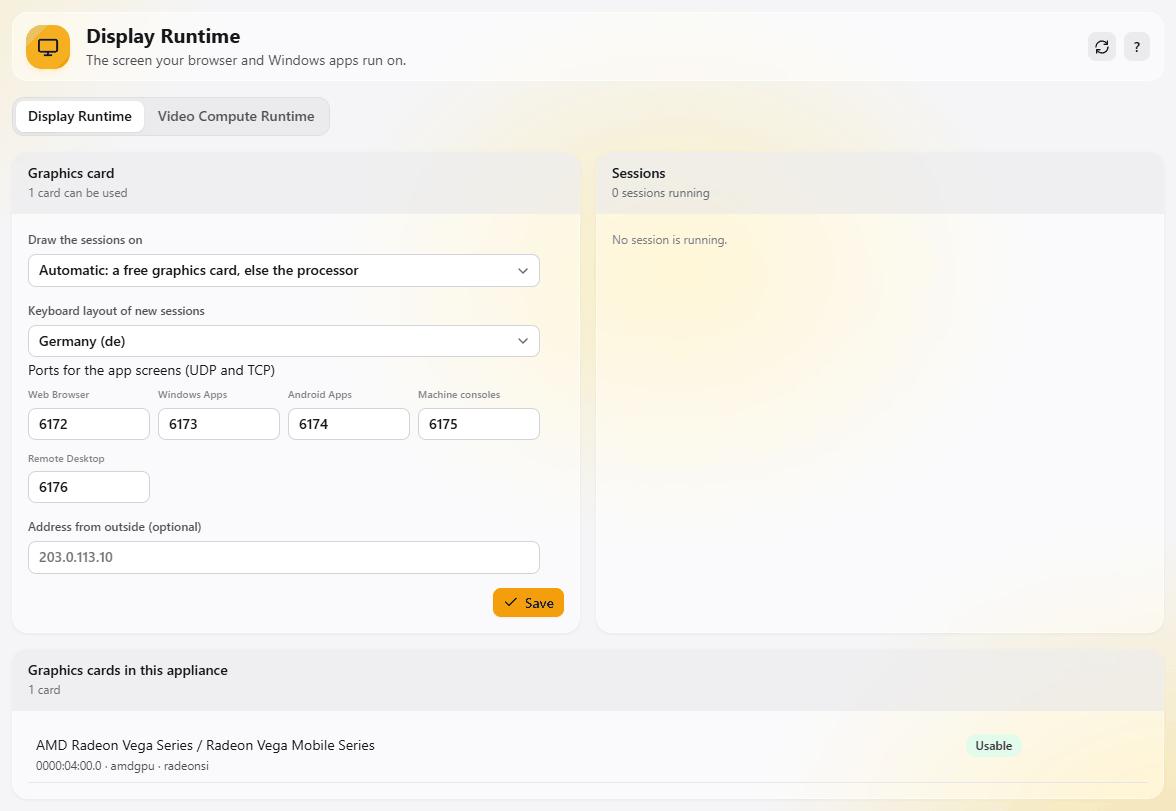 Display Runtime
The screen your browser and Windows apps run on.
?
Display Runtime
Video Compute Runtime
Graphics card
1 card can be used
Draw the sessions on
Automatic: a free graphics card, else the processor
Keyboard layout of new sessions
Germany (de)
Ports for the app screens (UDP and TCP)
Web Browser
Windows Apps
Android Apps
Machine consoles
6172
6173
6174
6175
Remote Desktop
6176
Address from outside (optional)
203.0.113.10
Save
Sessions
0 sessions running
No session is running.
Graphics cards in this appliance
1 card
AMD Radeon Vega Series / Radeon Vega Mobile Series
0000:04:00.0 · amdgpu · radeonsi
Usable